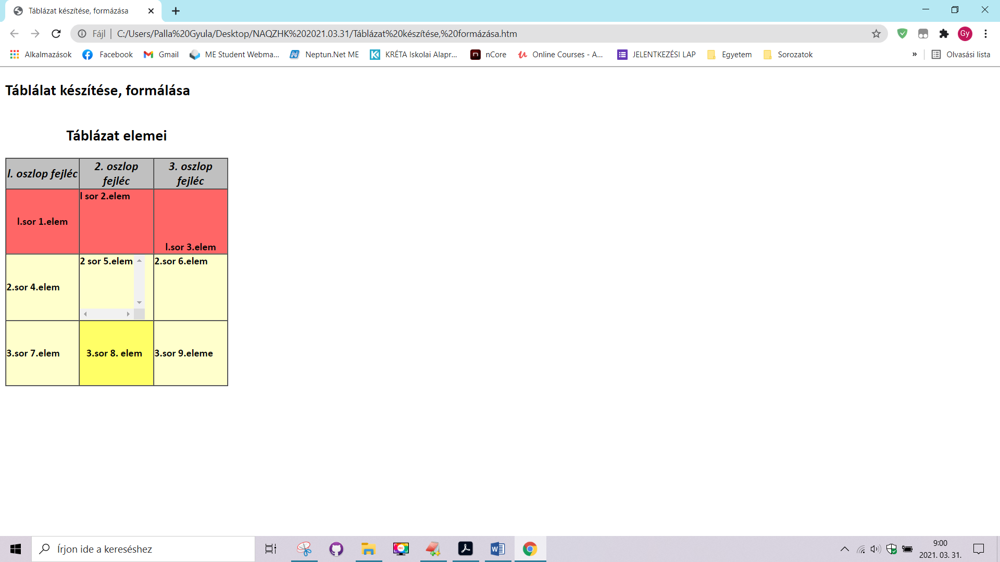 Táblázat készítése, formázása
Fájl | C:/Users/Palla%20Gyula/Desktop/NAQZHK%202021.03.31/Táblázat%20készítése,%20formázása.htm
Gy
Alkalmazások Facebook Gmail ME Student Webma... Neptun.Net ME KRÉTA Iskolai Alapr... nCore Online Courses - A... JELENTKEZÉSI LAP Egyetem Sorozatok » Olvasási lista
Táblálat készítése, formálása
Táblázat elemei
l. oszlop fejléc
2. oszlop
fejléc
3. oszlop
fejléc
l.sor 1.elem
l sor 2.elem
l.sor 3.elem
2.sor 4.elem
2 sor 5.elem
2.sor 6.elem
3.sor 7.elem
3.sor 8. elem
3.sor 9.eleme
Írjon ide a kereséshez
9:00
2021. 03. 31.